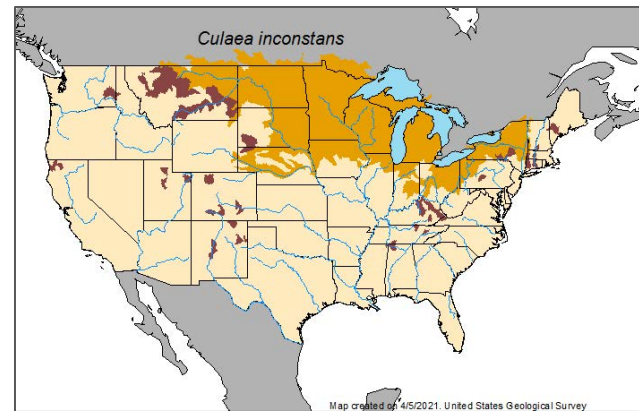 Culaea inconstans
Map created on 4/5/2021. United States Geological Survey